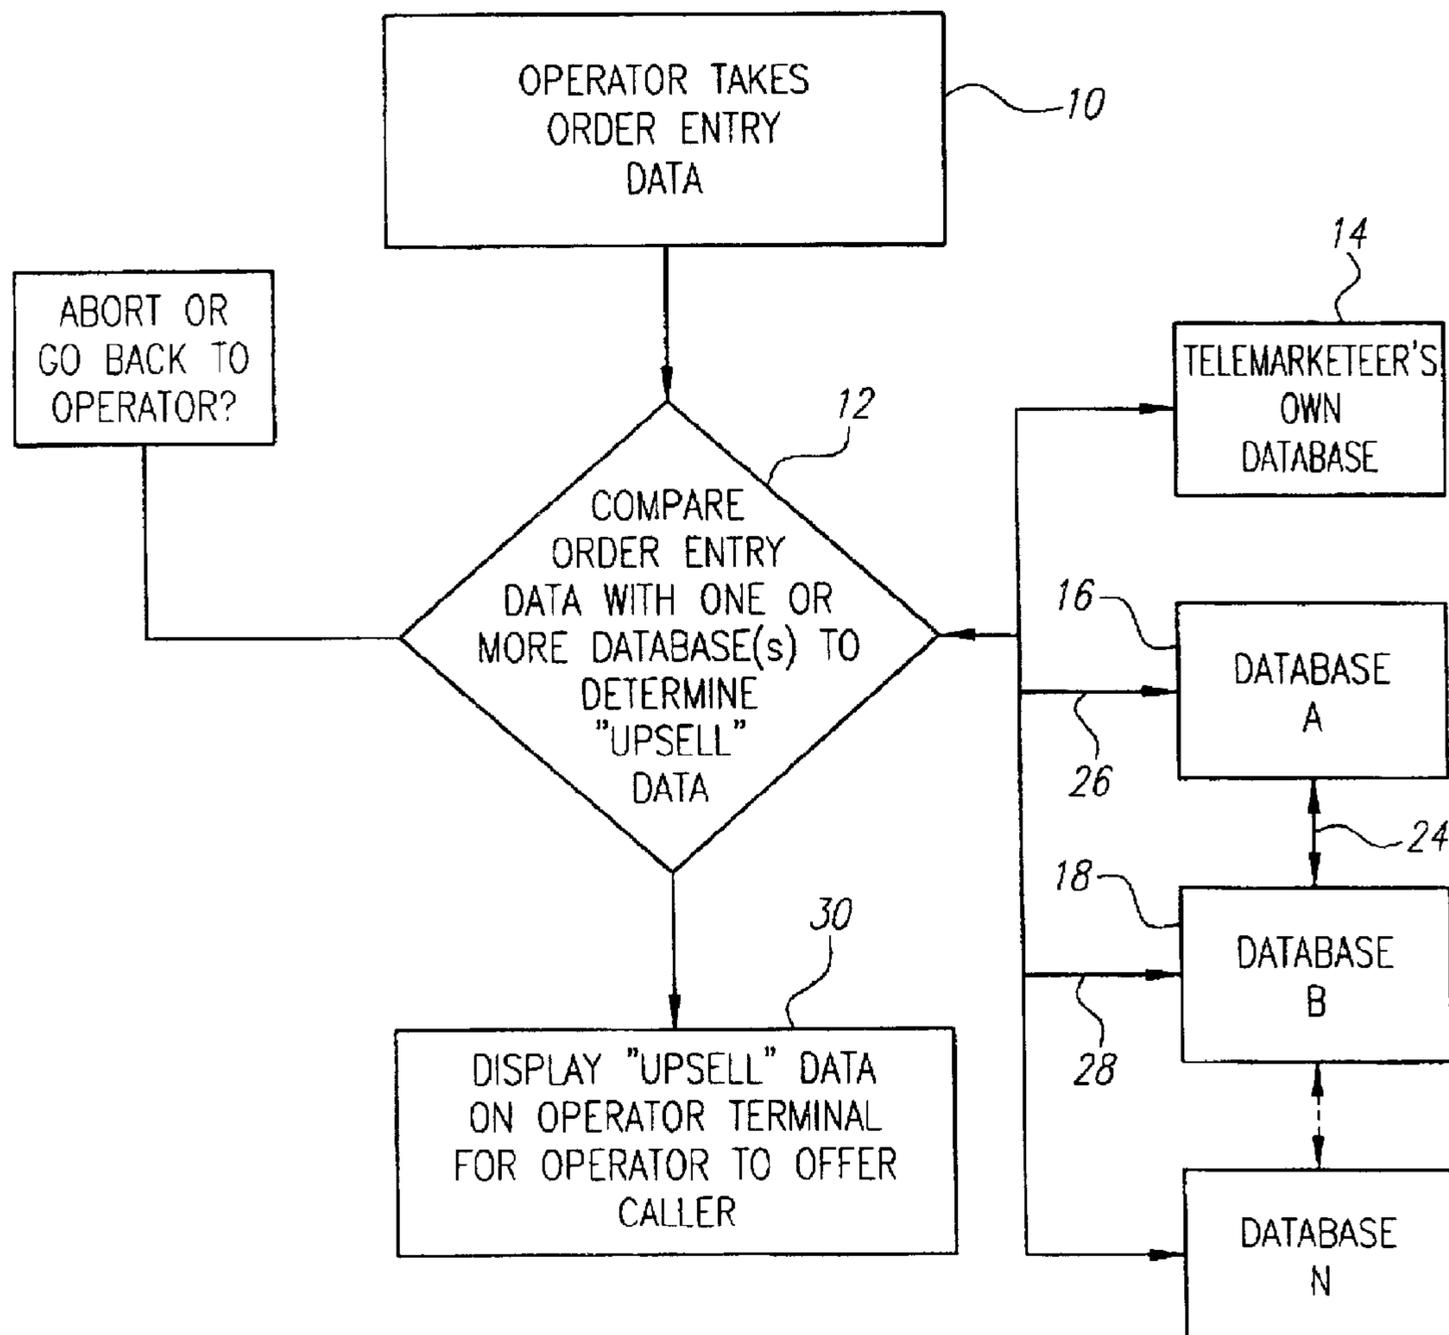 OPERATOR TAKES
ORDER ENTRY
DATA
10
ABORT OR
GO BACK TO
OPERATOR?
12
COMPARE
ORDER ENTRY
DATA WITH ONE OR
MORE DATABASE(s) TO
DETERMINE
"UPSELL"
DATA
14
TELEMARKETEER'S
OWN
DATABASE
16
DATABASE
A
26
24
18
DATABASE
B
28
30
DISPLAY "UPSELL" DATA
ON OPERATOR TERMINAL
FOR OPERATOR TO OFFER
CALLER
DATABASE
N